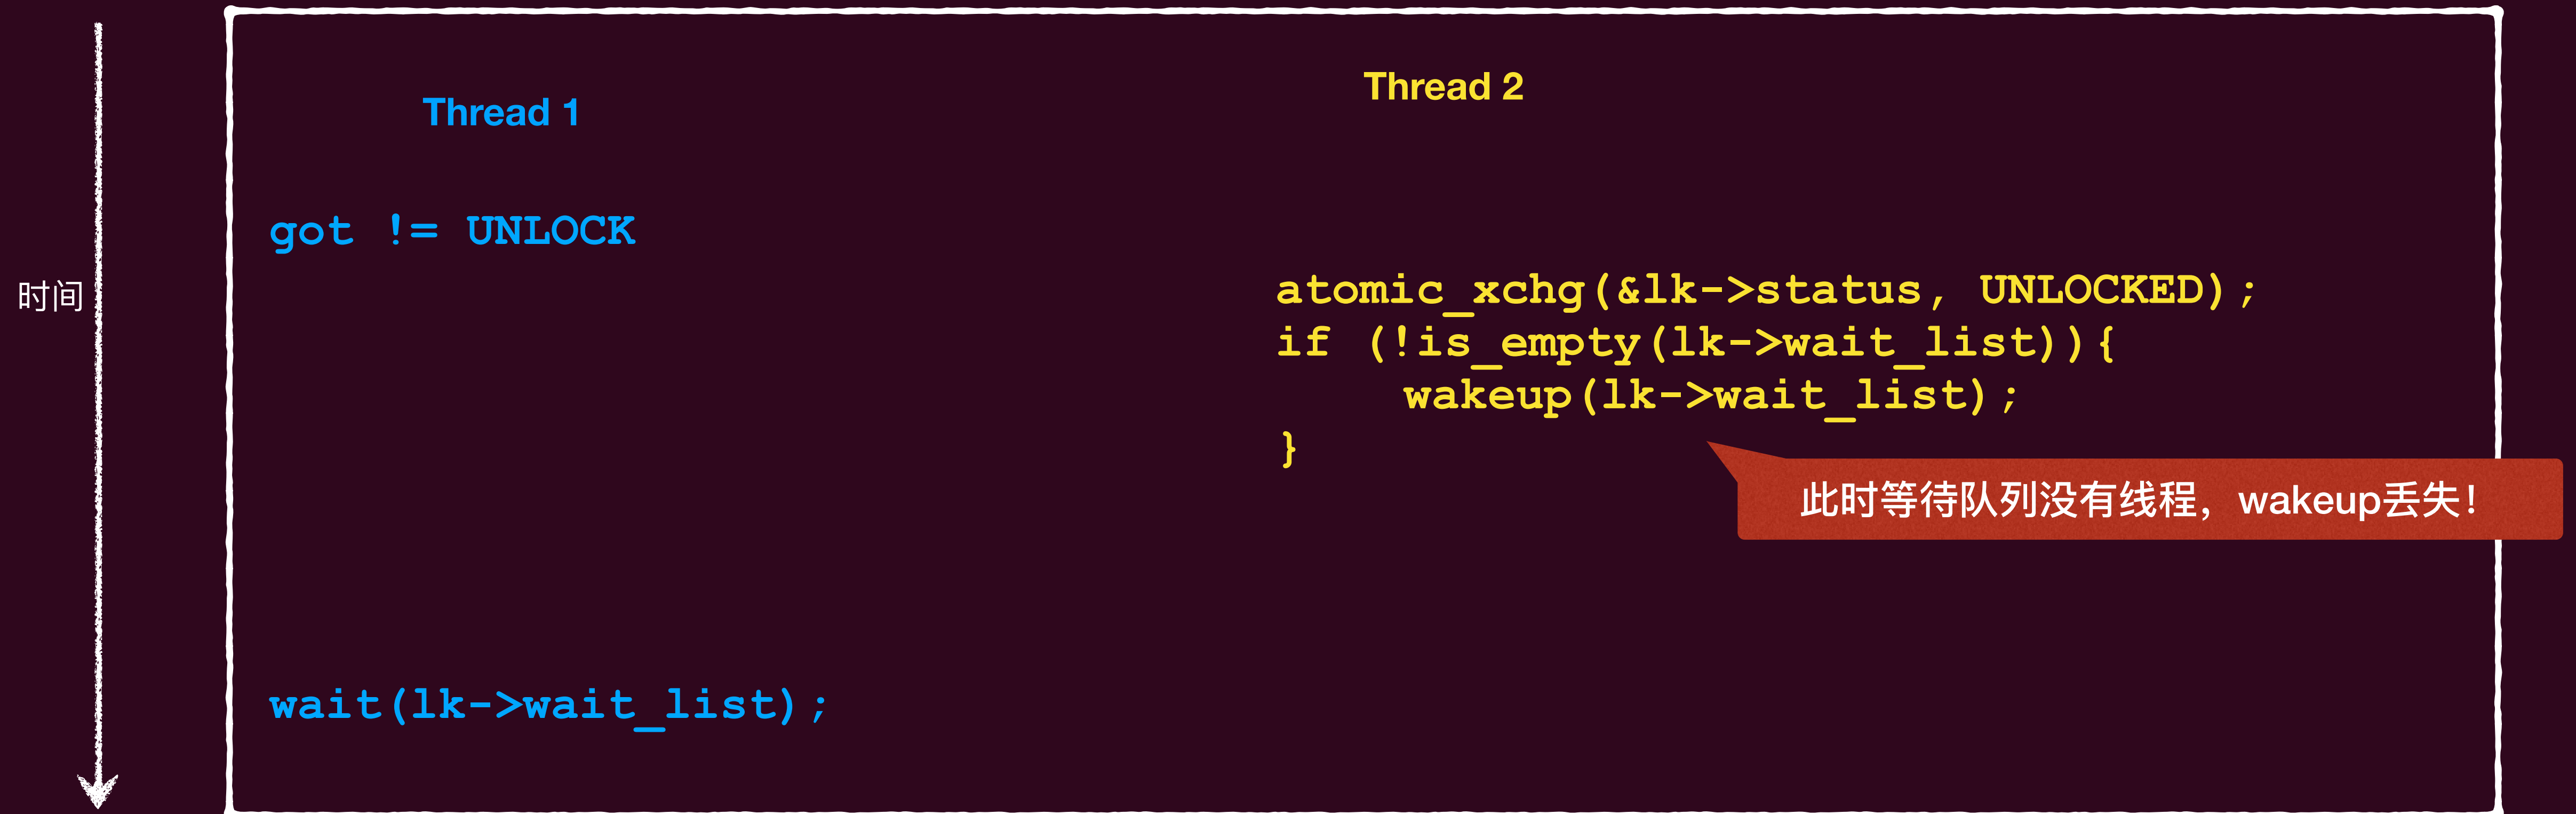 Thread 1
Thread 2
got != UNLOCK
时间
atomic_xchg(&lk->status, UNLOCKED);
if (!is_empty(lk->wait_list)){
wakeup(lk->wait_list);
}
此时等待队列没有线程，wakeup丢失！
wait(lk->wait_list);